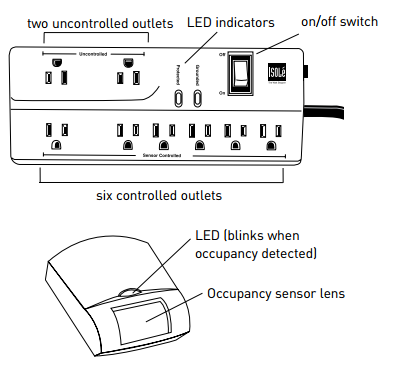 two uncontrolled outlets
LED indicators
on/off switch
Uncontrolled
Protected
Grounded
Off
On
ISOLÉ
Sensor Controlled
six controlled outlets
LED (blinks when
occupancy detected)
Occupancy sensor lens